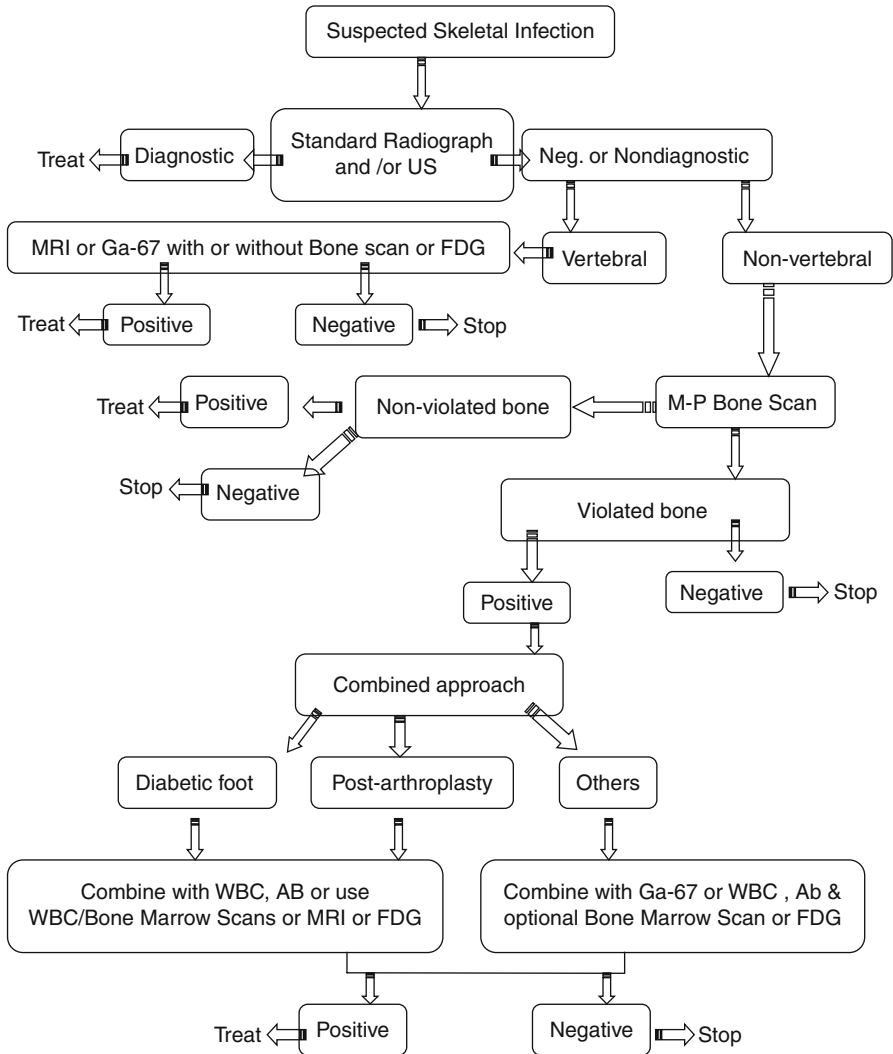 Suspected Skeletal Infection
Treat
Diagnostic
Standard Radiograph
and /or US
Neg. or Nondiagnostic
MRI or Ga-67 with or without Bone scan or FDG
Vertebral
Non-vertebral
Treat
Positive
Negative
Stop
Treat
Positive
Non-violated bone
M-P Bone Scan
Stop
Negative
Violated bone
Positive
Negative
Stop
Combined approach
Diabetic foot
Post-arthroplasty
Others
Combine with WBC, AB or use
WBC/Bone Marrow Scans or MRI or FDG
Combine with Ga-67 or WBC , Ab &
optional Bone Marrow Scan or FDG
Treat
Positive
Negative
Stop